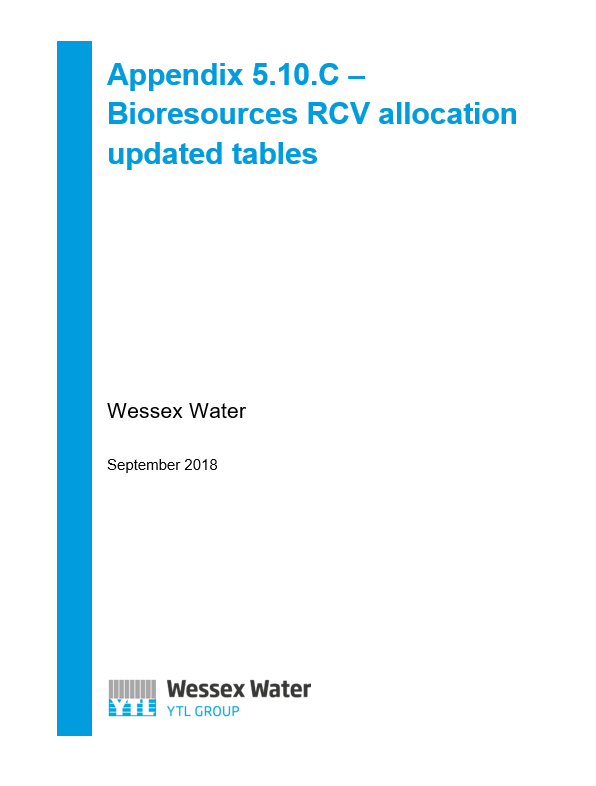 Appendix 5.10.C –
Bioresources RCV allocation
updated tables
Wessex Water
September 2018
YTL
Wessex Water
YTL GROUP